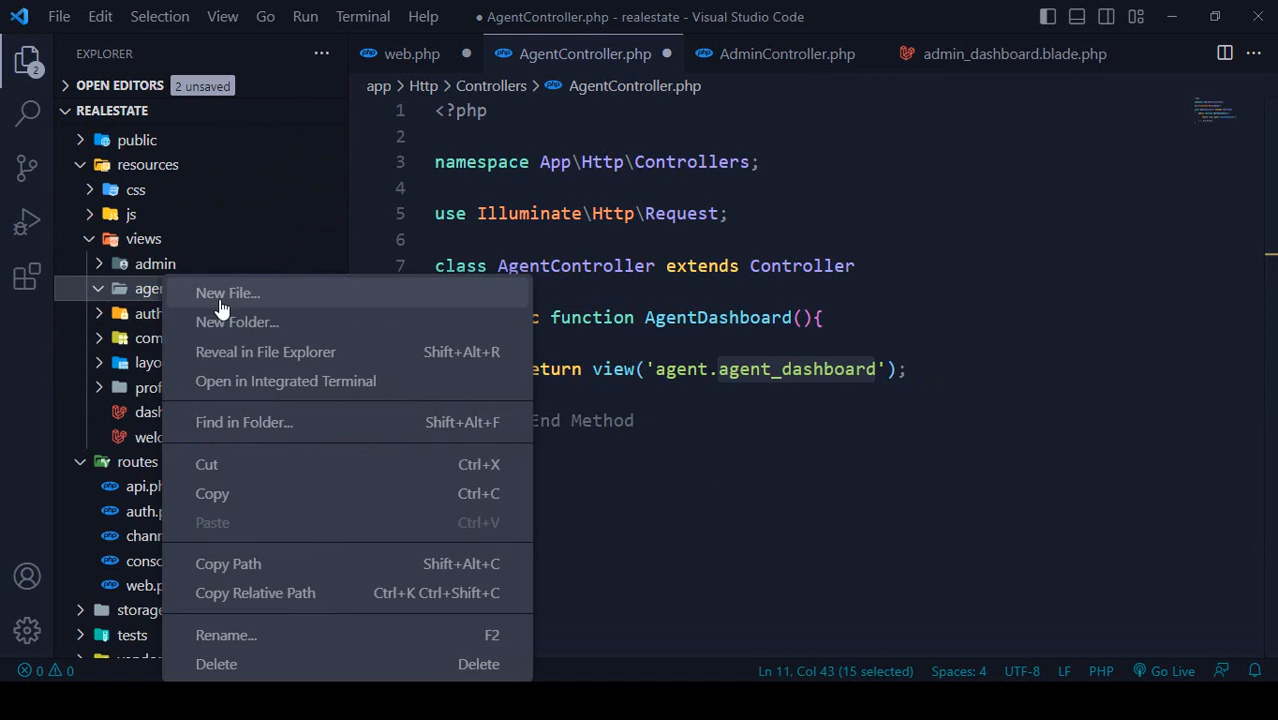 File Edit Selection View Go Run Terminal Help ● AgentController.php - realestate - Visual Studio Code
EXPLORER
web.php AgentController.php AdminController.php admin_dashboard.blade.php
OPEN EDITORS 2 unsaved
app > Http > Controllers > AgentController.php
REALESTATE
public
resources
css
js
views
admin
agen
auth
com
layo
prof
dash
welc
routes
api.ph
auth.p
chann
conso
web.p
storage
tests
New File...
New Folder...
Reveal in File Explorer Shift+Alt+R
Open in Integrated Terminal
Find in Folder... Shift+Alt+F
Cut Ctrl+X
Copy Ctrl+C
Paste Ctrl+V
Copy Path Shift+Alt+C
Copy Relative Path Ctrl+K Ctrl+Shift+C
Rename... F2
Delete Delete
1 <?php
2
3 namespace App\Http\Controllers;
4
5 use Illuminate\Http\Request;
6
7 class AgentController extends Controller
c function AgentDashboard(){
eturn view('agent.agent_dashboard');
End Method
2
0 0 Ln 11, Col 43 (15 selected) Spaces: 4 UTF-8 LF PHP Go Live